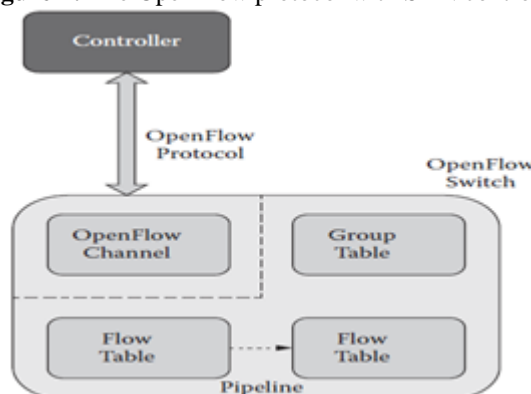 Controller
OpenFlow
Protocol
OpenFlow
Switch
OpenFlow
Channel
Group
Table
Flow
Table
Flow
Table
Pipeline